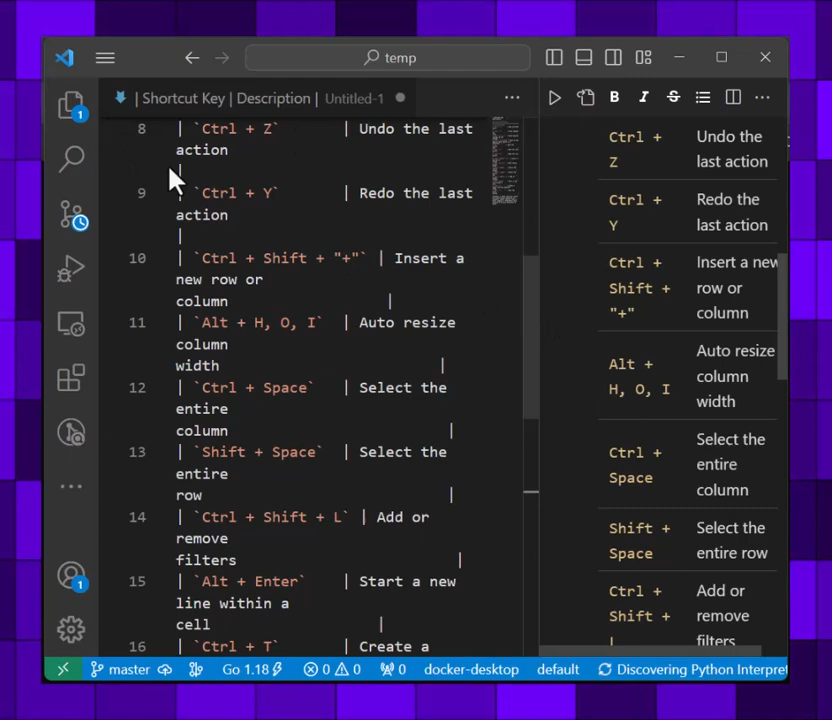 temp
| Shortcut Key | Description | Untitled-1
8 | `Ctrl + Z` | Undo the last
action
|
9 | `Ctrl + Y` | Redo the last
action
|
10 | `Ctrl + Shift + "+"` | Insert a
new row or
column |
11 | `Alt + H, O, I` | Auto resize
column
width |
12 | `Ctrl + Space` | Select the
entire
column |
13 | `Shift + Space` | Select the
entire
row |
14 | `Ctrl + Shift + L` | Add or
remove
filters |
15 | `Alt + Enter` | Start a new
line within a
cell |
16 | `Ctrl + T` | Create a
B I S
Ctrl + Undo the
Z last action
Ctrl + Redo the
Y last action
Ctrl + Insert a new
Shift + row or
"+" column
Auto resize
Alt + column
H, O, I width
Select the
Ctrl + entire
Space column
Shift + Select the
Space entire row
Ctrl + Add or
Shift + remove
L filters
1
1
master Go 1.18 0 0 0 docker-desktop default Discovering Python Interpret